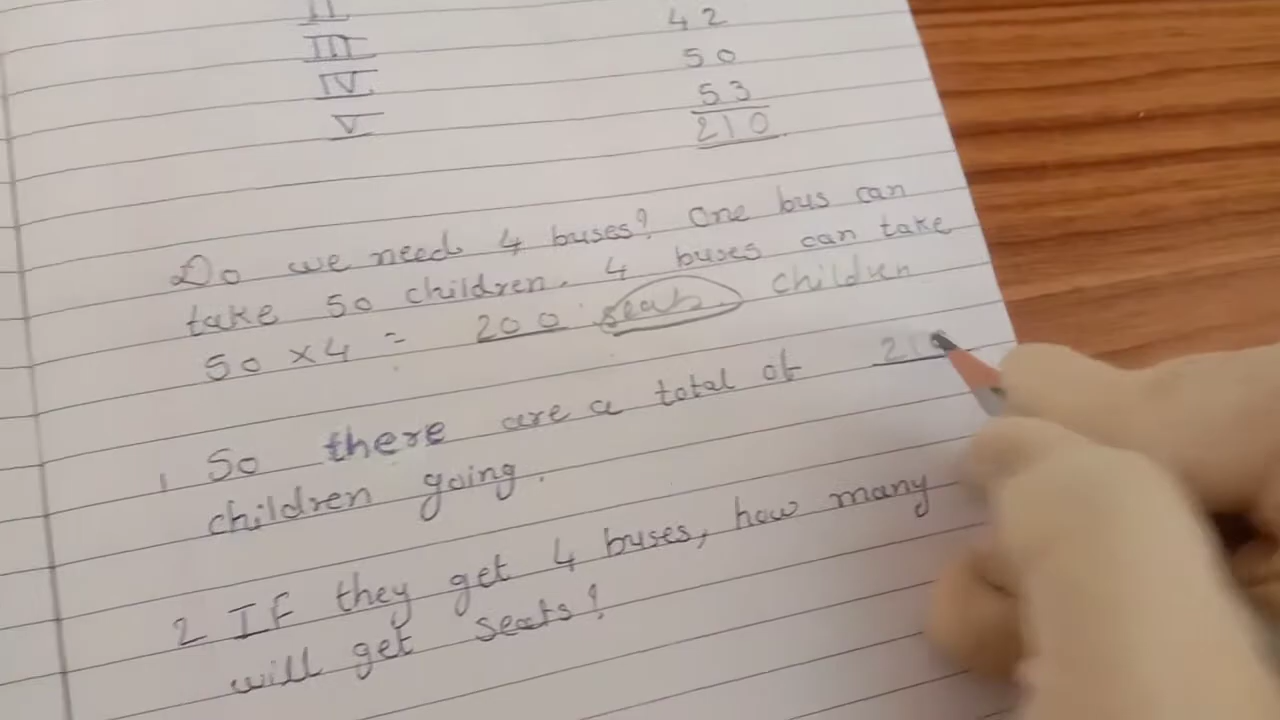 II 42
III 50
IV 53
V 210
Do we need 4 buses? One bus can
take 50 children. 4 buses can take
50 x 4 = 200 seats. children
1 So there are a total of 210
children going.
2 If they get 4 buses, how many
will get seats?